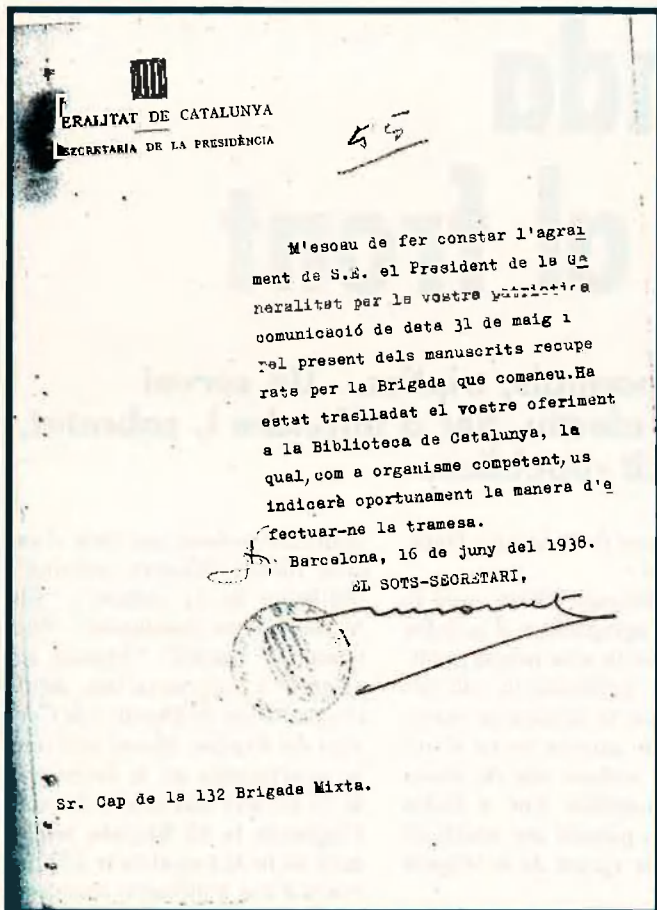 ERALITAT DE CATALUNYA
SECRETARIA DE LA PRESIDÈNCIA
55
M'escau de fer constar l'agraï
ment de S.E. el President de la Ge
neralitat per la vostra patriòtica
comunicació de data 31 de maig i
pel present dels manuscrits recupe
rats per la Brigada que comaneu.Ha
estat traslladat el vostre oferiment
a la Biblioteca de Catalunya, la
qual,com a organisme competent,us
indicarà oportunament la manera d'e
fectuar-ne la tramesa.
Barcelona, 16 de juny del 1938.
EL SOTS-SECRETARI,
Sr. Cap de la 132 Brigada Mixta.